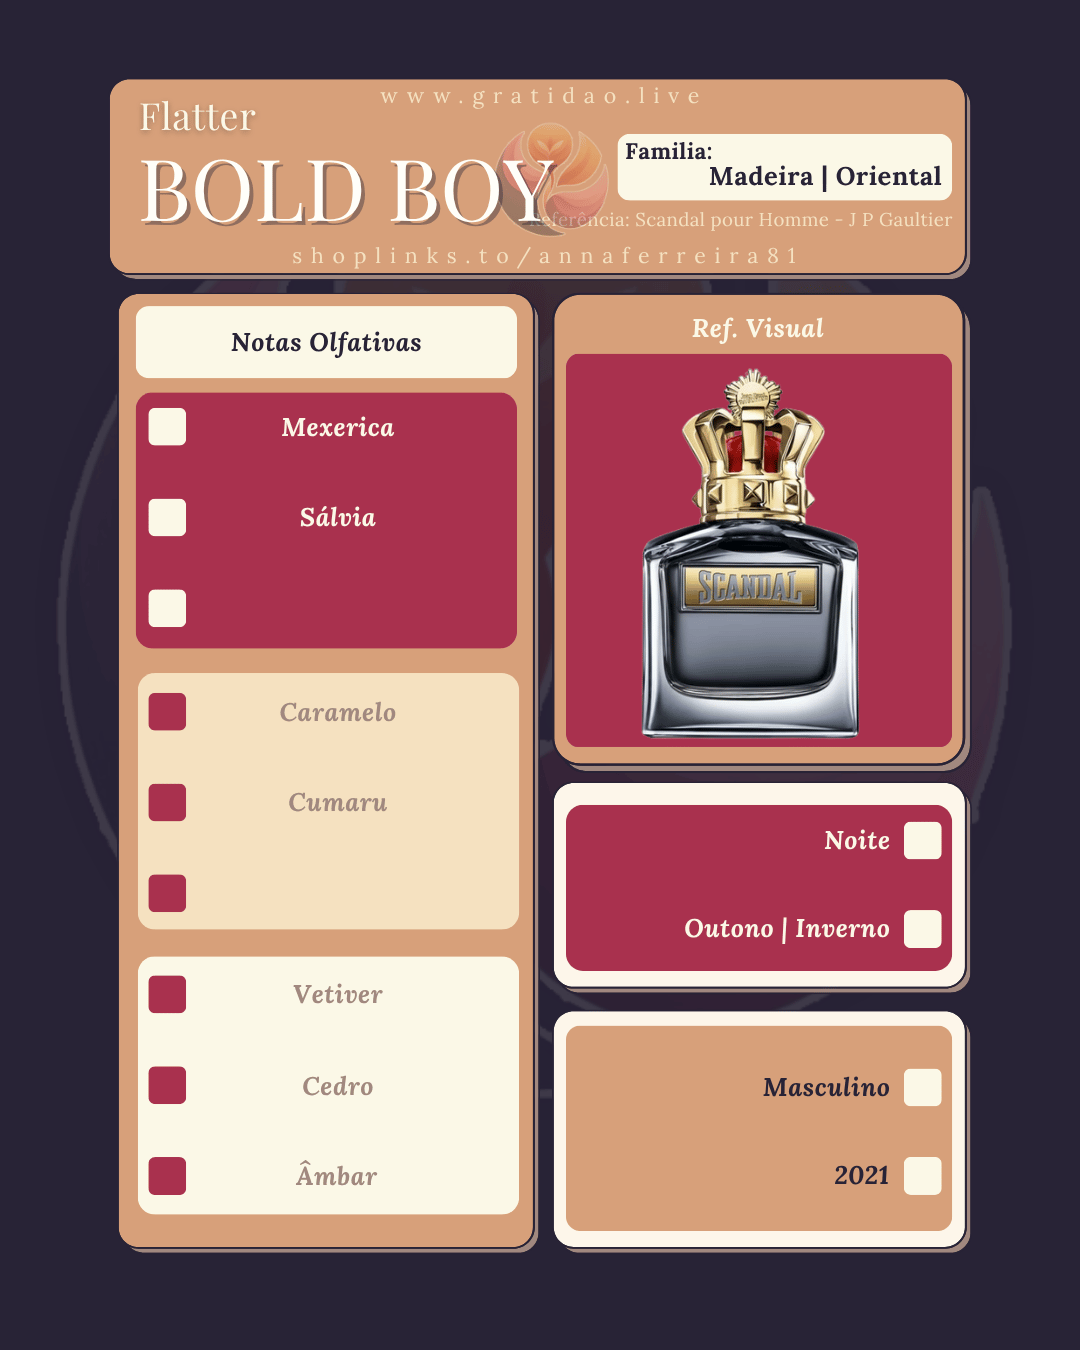 www.gratidao.live
Flatter
BOLD BOY
Familia:
Madeira | Oriental
Referência: Scandal pour Homme - J P Gaultier
shoplinks.to/annaferreira81
Notas Olfativas
Mexerica
Sálvia
Caramelo
Cumaru
Vetiver
Cedro
Âmbar
Ref. Visual
SCANDAL
Noite
Outono | Inverno
Masculino
2021